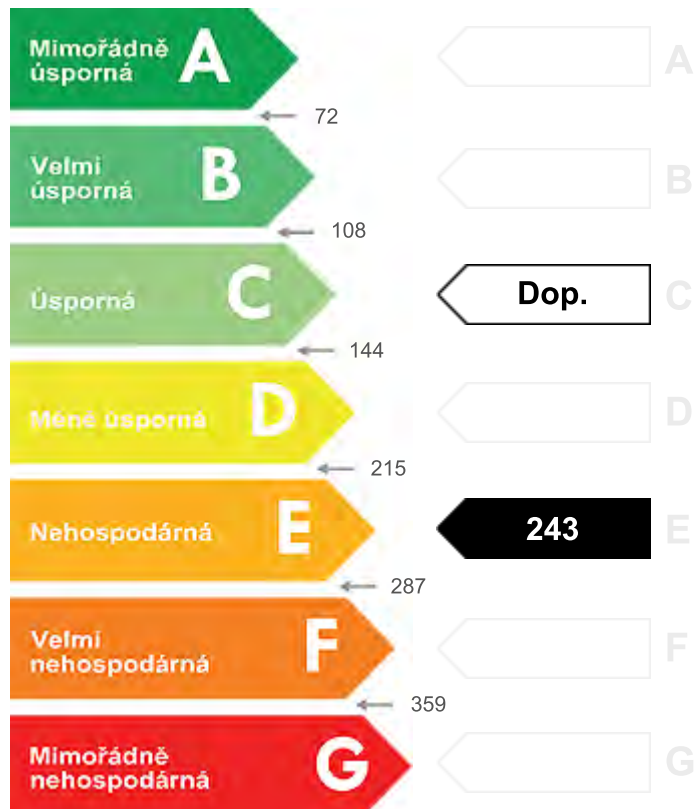 Mimořádně
úsporná
A
A
72
Velmi
úsporná
B
B
108
Úsporná
C
Dop.
C
144
Méně úsporná
D
D
215
Nehospodárná
E
243
E
287
Velmi
nehospodárná
F
F
359
Mimořádně
nehospodárná
G
G